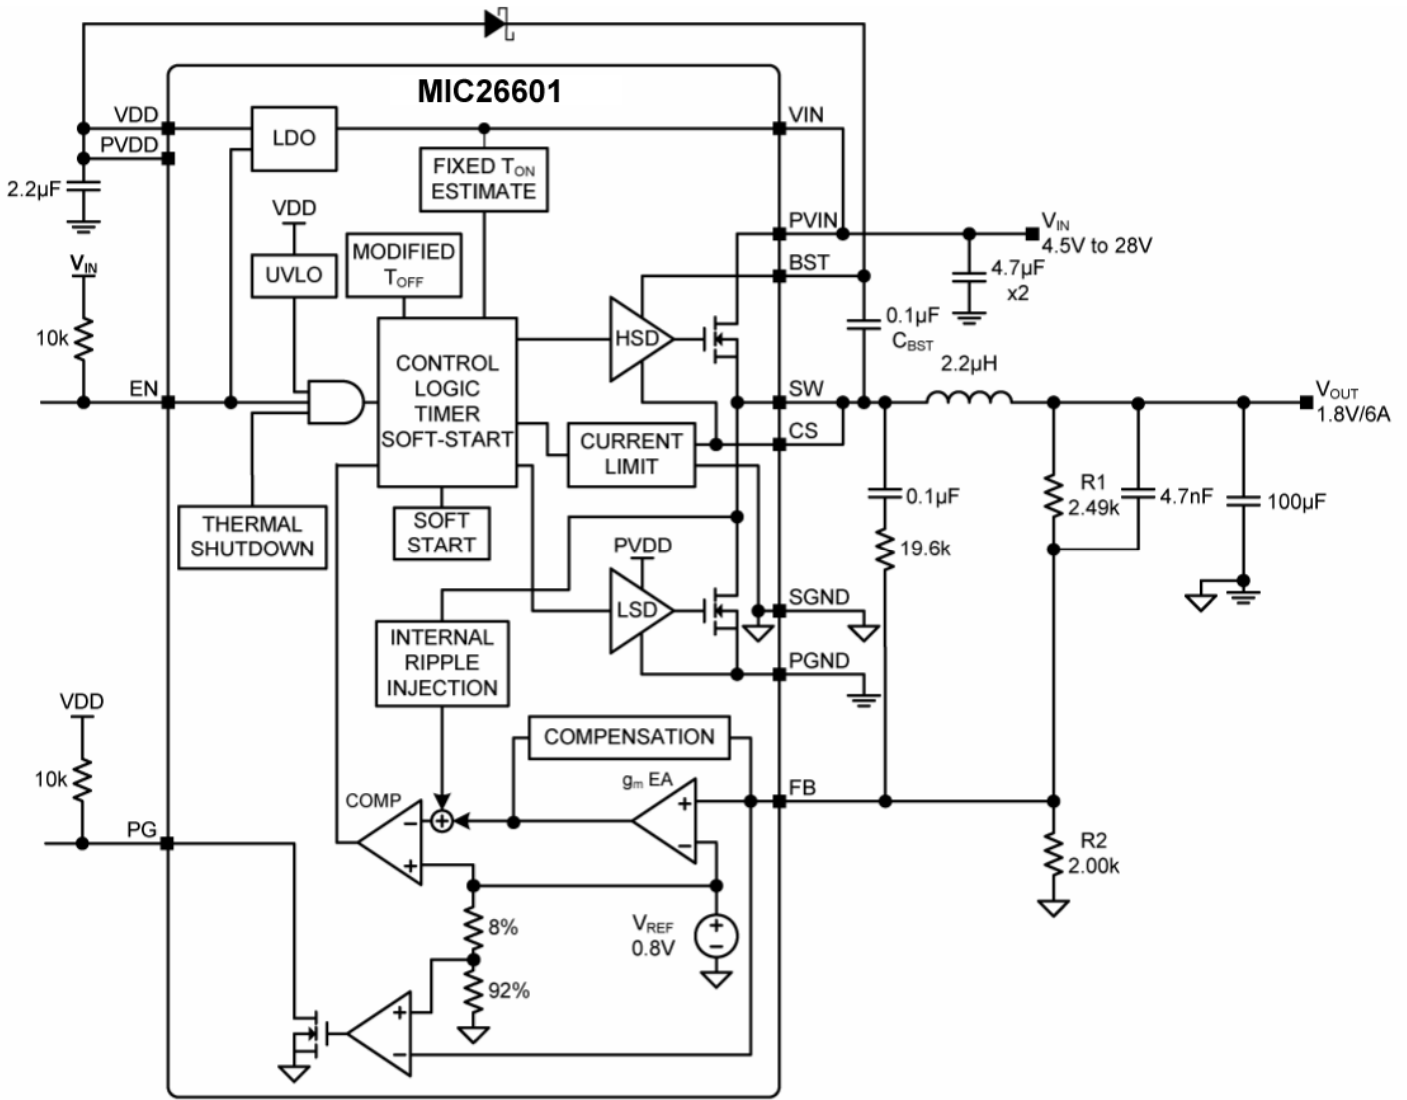 MIC26601
VDD
LDO
VIN
PVDD
FIXED TON
ESTIMATE
2.2µF
VDD
PVIN
VIN
4.5V to 28V
MODIFIED
TOFF
VIN
UVLO
BST
4.7µF
x2
0.1µF
CBST
10k
HSD
CONTROL
LOGIC
TIMER
SOFT-START
2.2µH
EN
SW
VOUT
1.8V/6A
CS
CURRENT
LIMIT
R1
2.49k
0.1µF
4.7nF
100µF
THERMAL
SHUTDOWN
SOFT
START
PVDD
19.6k
LSD
SGND
INTERNAL
RIPPLE
INJECTION
PGND
VDD
COMPENSATION
10k
gm EA
FB
COMP
+
−
−
+
+
PG
R2
2.00k
8%
VREF
0.8V
+
−
92%
+
−